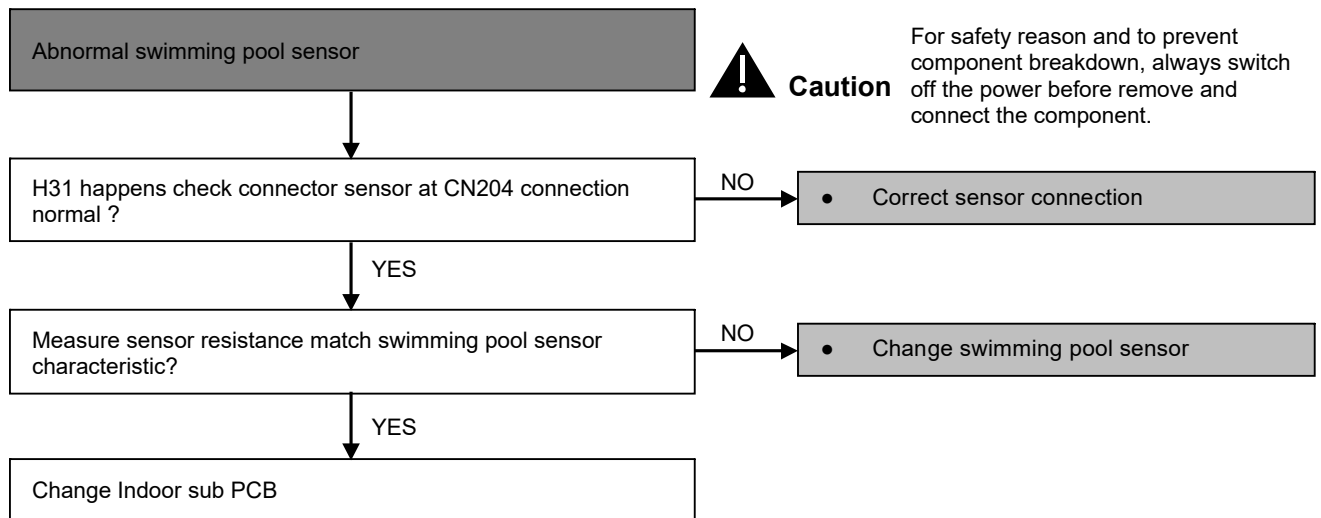 Abnormal swimming pool sensor
Caution
For safety reason and to prevent
component breakdown, always switch
off the power before remove and
connect the component.
H31 happens check connector sensor at CN204 connection
normal ?
NO
● Correct sensor connection
YES
Measure sensor resistance match swimming pool sensor
characteristic?
NO
● Change swimming pool sensor
YES
Change Indoor sub PCB